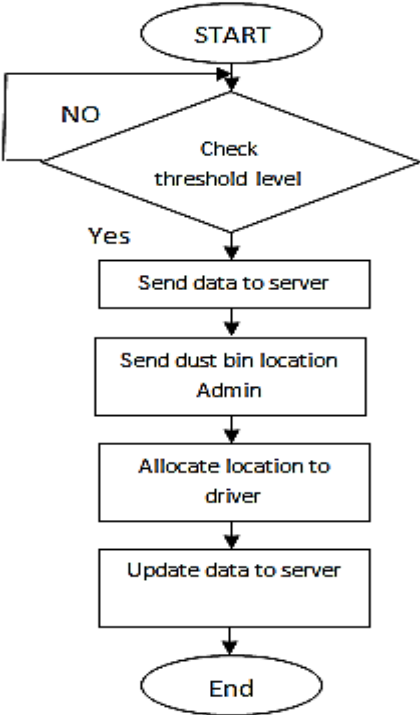 START
NO
Check
threshold level
Yes
Send data to server
Send dust bin location
Admin
Allocate location to
driver
Update data to server
End